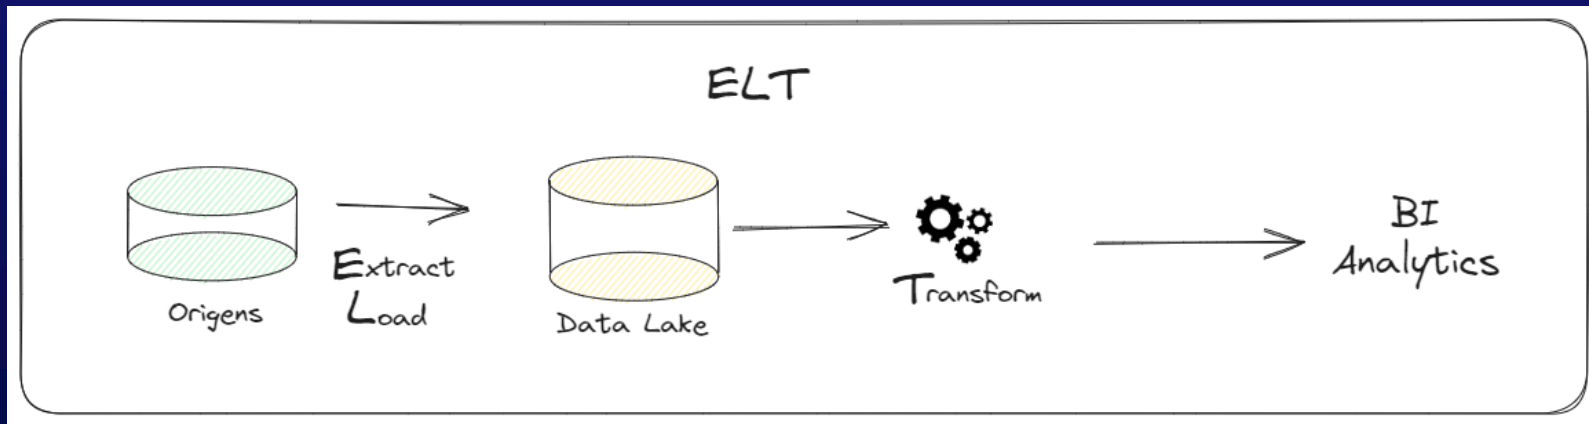 ELT
Origens
Extract
Load
Data Lake
Transform
BI
Analytics